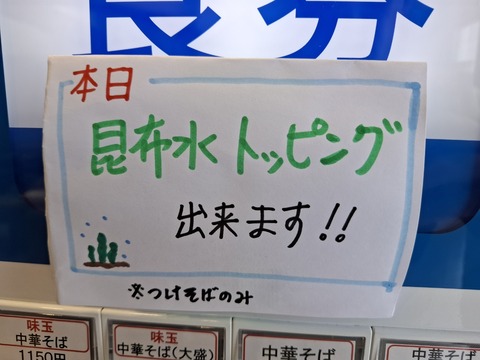 本日
昆布水トッピング
出来ます!!
※つけそばのみ
味玉
中華そば
1150円
味玉
中華そば(大盛)
中華そば
中華そば